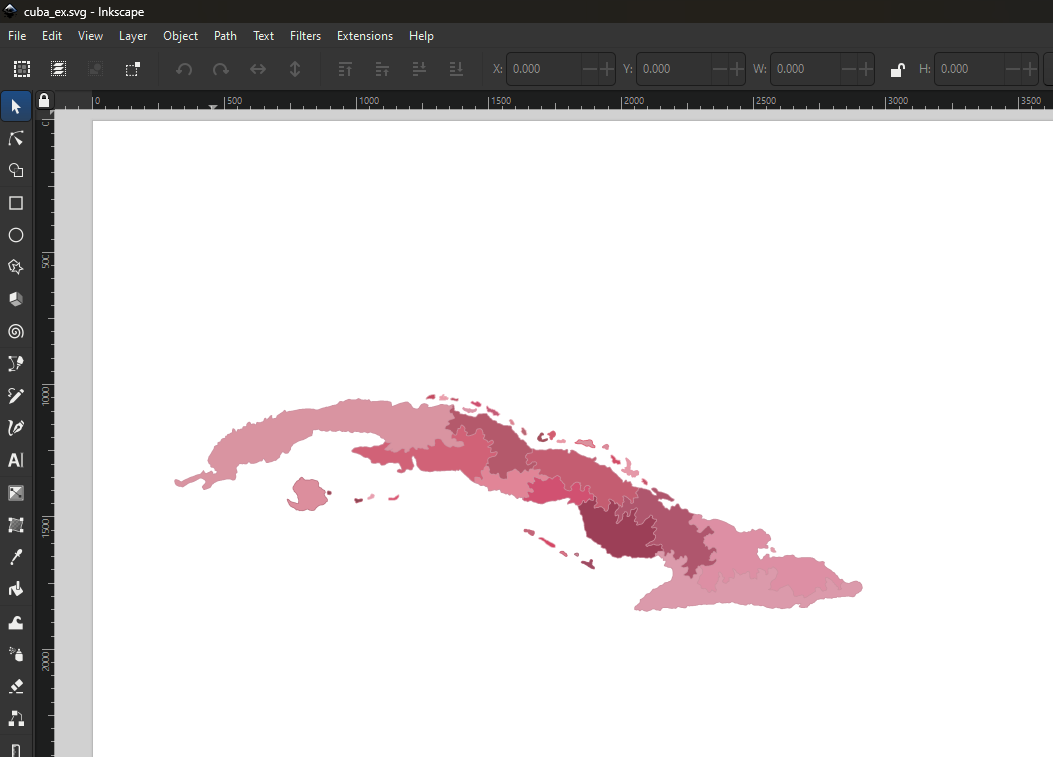 cuba_ex.svg - Inkscape
File Edit View Layer Object Path Text Filters Extensions Help
X: 0.000 Y: 0.000 W: 0.000 H: 0.000
0 500 1000 1500 2000 2500 3000 3500
0
500
1000
1500
2000
A